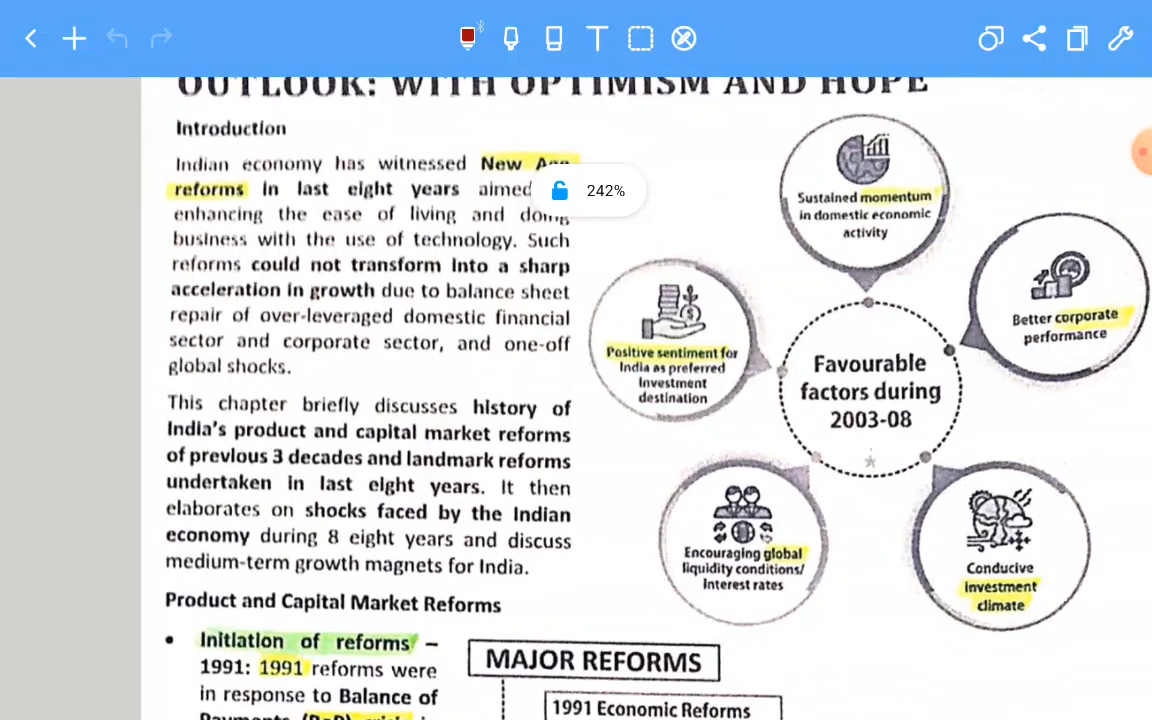 OUTLOOK: WITH OPTIMISM AND HOPE
Introduction
Indian economy has witnessed New Age
reforms in last eight years aimed
enhancing the ease of living and doing
business with the use of technology. Such
reforms could not transform into a sharp
acceleration in growth due to balance sheet
repair of over-leveraged domestic financial
sector and corporate sector, and one-off
global shocks.
This chapter briefly discusses history of
India's product and capital market reforms
of previous 3 decades and landmark reforms
undertaken in last eight years. It then
elaborates on shocks faced by the Indian
economy during 8 eight years and discuss
medium-term growth magnets for India.
Product and Capital Market Reforms
• Initiation of reforms –
1991: 1991 reforms were
in response to Balance of
Payments (BoP) crisis in
242%
Sustained momentum
in domestic economic
activity
Better corporate
performance
Positive sentiment for
India as preferred
Investment
destination
Favourable
factors during
2003-08
Encouraging global
liquidity conditions/
Interest rates
Conducive
investment
climate
MAJOR REFORMS
1991 Economic Reforms